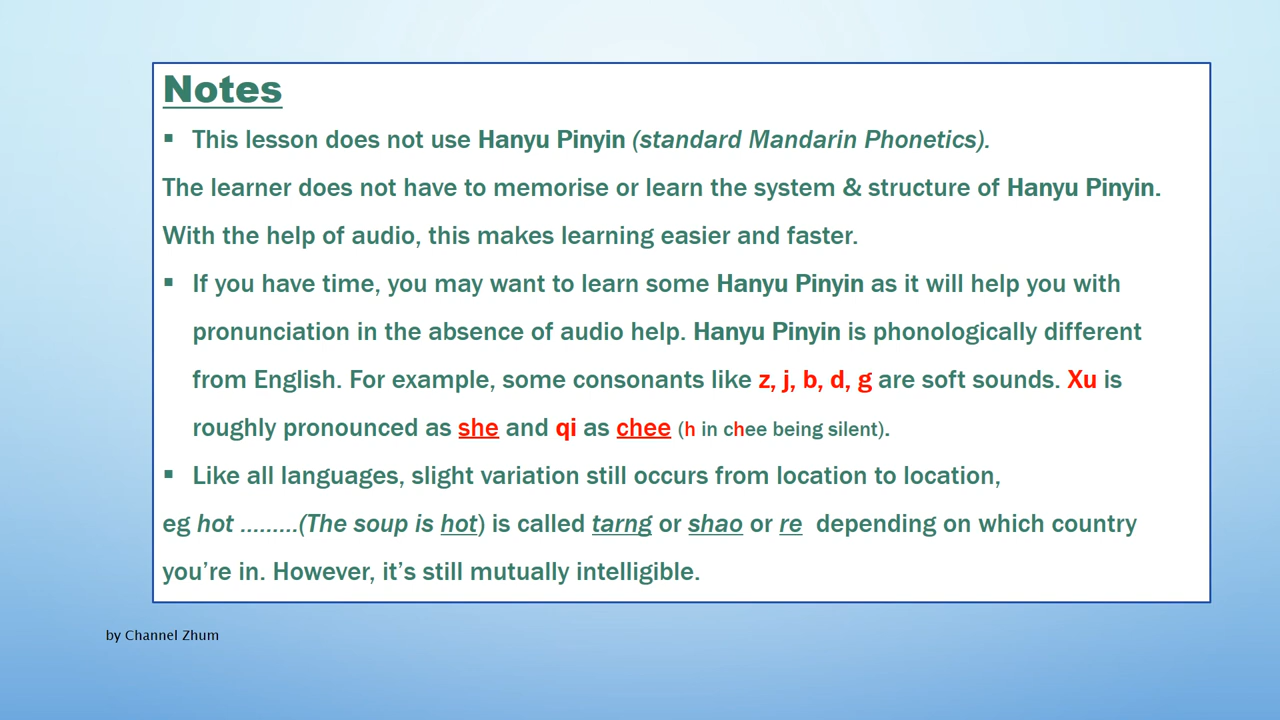 Notes
▪ This lesson does not use Hanyu Pinyin (standard Mandarin Phonetics).
The learner does not have to memorise or learn the system & structure of Hanyu Pinyin.
With the help of audio, this makes learning easier and faster.
▪ If you have time, you may want to learn some Hanyu Pinyin as it will help you with
pronunciation in the absence of audio help. Hanyu Pinyin is phonologically different
from English. For example, some consonants like z, j, b, d, g are soft sounds. Xu is
roughly pronounced as she and qi as chee (h in chee being silent).
▪ Like all languages, slight variation still occurs from location to location,
eg hot .........(The soup is hot) is called tarng or shao or re depending on which country
you’re in. However, it’s still mutually intelligible.
by Channel Zhum